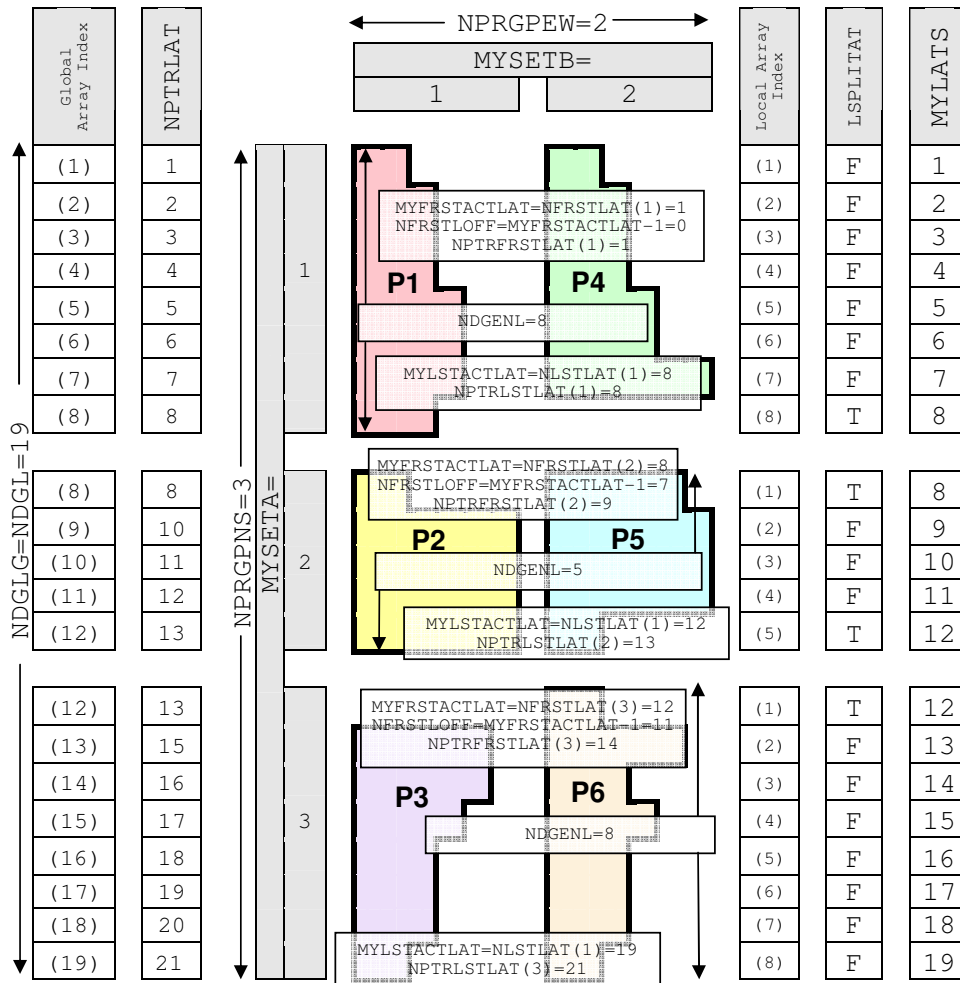 NPRGPEW=2
Global Array Index
NPTRLAT
MYSETB=
1 2
Local Array Index
LSPLITAT
MYLATS
NDGLG=NDGL=19
NPRGPNS=3
MYSETA=
(1) 1 (1) F 1
(2) 2 (2) F 2
(3) 3 (3) F 3
(4) 4 (4) F 4
(5) 5 (5) F 5
(6) 6 (6) F 6
(7) 7 (7) F 7
(8) 8 (8) T 8
1
MYFRSTACTLAT=NFRSTLAT(1)=1
NFRSTLOFF=MYFRSTACTLAT-1=0
NPTRFRSTLAT(1)=1
P1 P4
NDGENL=8
MYLSTACTLAT=NLSTLAT(1)=8
NPTRLSTLAT(1)=8
(8) 8 (1) T 8
(9) 10 (2) F 9
(10) 11 (3) F 10
(11) 12 (4) F 11
(12) 13 (5) T 12
2
MYFRSTACTLAT=NFRSTLAT(2)=8
NFRSTLOFF=MYFRSTACTLAT-1=7
NPTRFRSTLAT(2)=9
P2 P5
NDGENL=5
MYLSTACTLAT=NLSTLAT(1)=12
NPTRLSTLAT(2)=13
(12) 13 (1) T 12
(13) 15 (2) F 13
(14) 16 (3) F 14
(15) 17 (4) F 15
(16) 18 (5) F 16
(17) 19 (6) F 17
(18) 20 (7) F 18
(19) 21 (8) F 19
3
MYFRSTACTLAT=NFRSTLAT(3)=12
NFRSTLOFF=MYFRSTACTLAT-1=11
NPTRFRSTLAT(3)=14
P3 P6
NDGENL=8
MYLSTACTLAT=NLSTLAT(1)=19
NPTRLSTLAT(3)=21